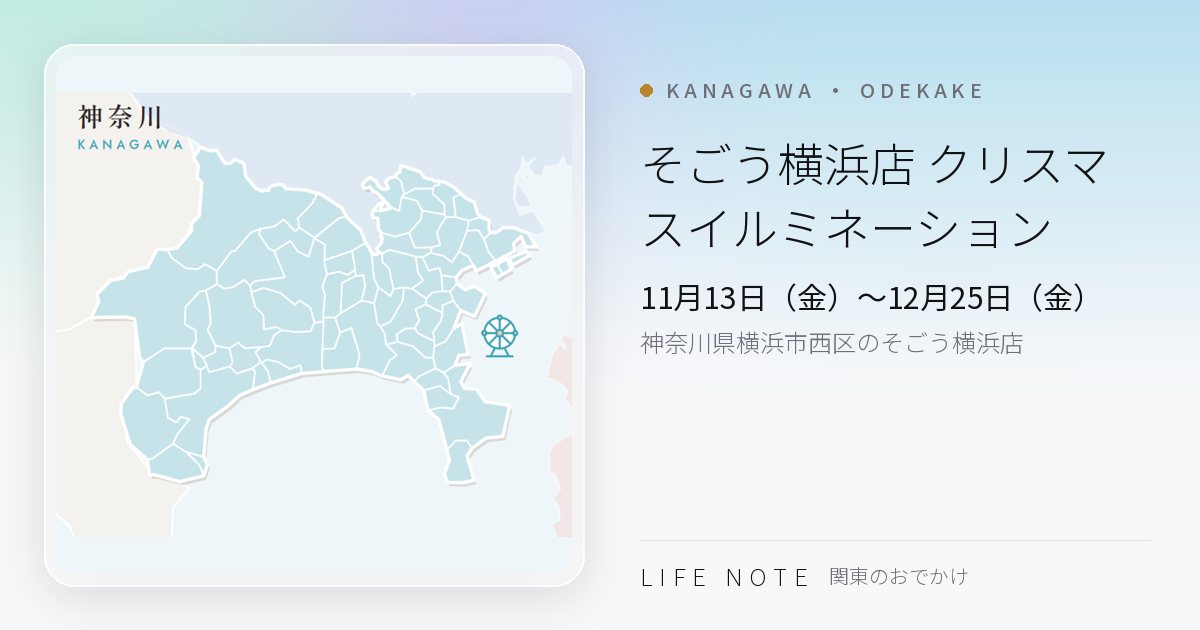 神奈川
KANAGAWA
KANAGAWA • ODEKAKE
そごう横浜店 クリスマ
スイルミネーション
11月13日（金）〜12月25日（金）
神奈川県横浜市西区のそごう横浜店
LIFE NOTE 関東のおでかけ